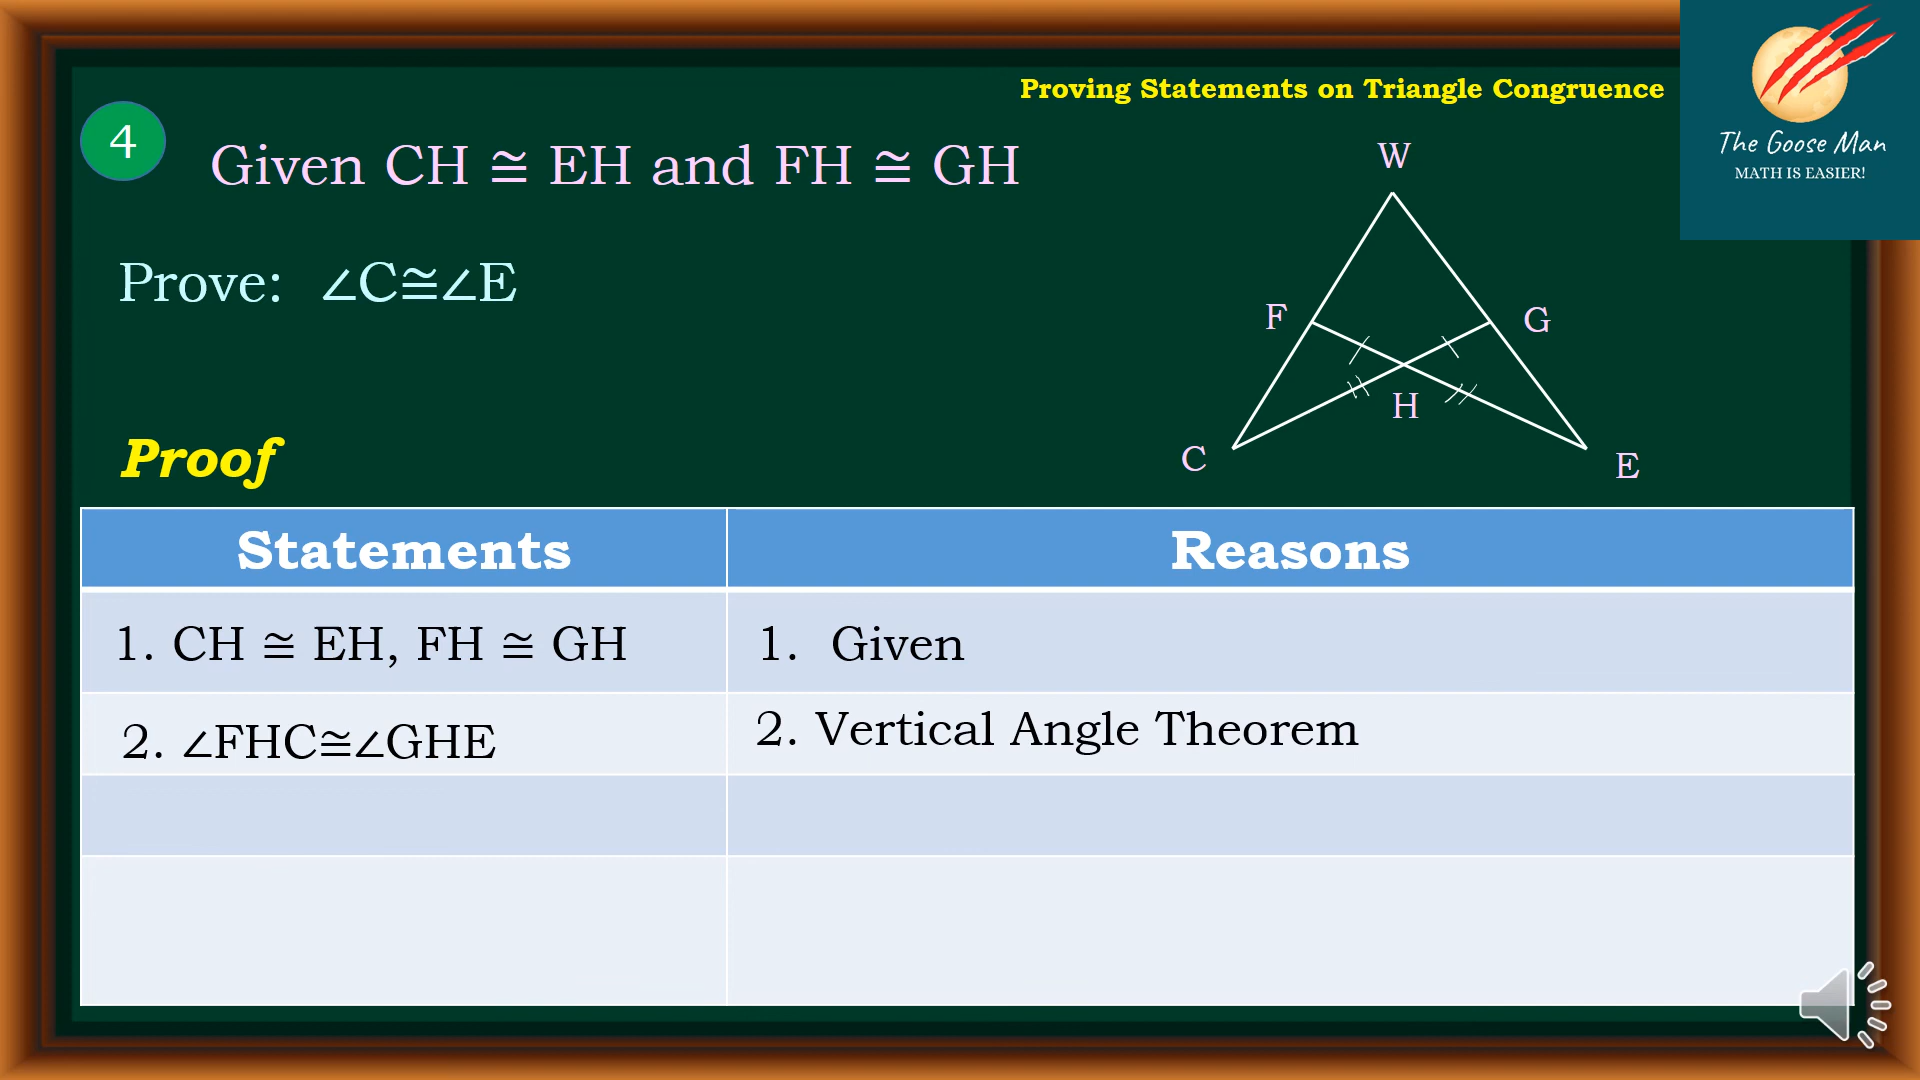 Proving Statements on Triangle Congruence
The Goose Man
MATH IS EASIER!
4
Given CH ≅ EH and FH ≅ GH
Prove: ∠C≅∠E
W
F
G
H
C
E
Proof
Statements
Reasons
1. CH ≅ EH, FH ≅ GH
1. Given
2. ∠FHC≅∠GHE
2. Vertical Angle Theorem